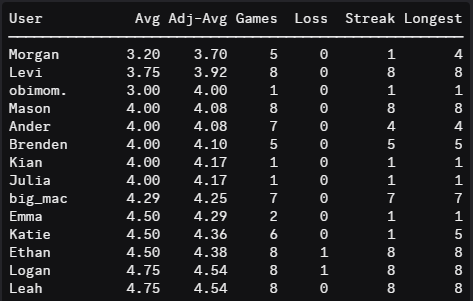 User Avg Adj-Avg Games Loss Streak Longest
Morgan 3.20 3.70 5 0 1 4
Levi 3.75 3.92 8 0 8 8
obimom. 3.00 4.00 1 0 1 1
Mason 4.00 4.08 8 0 8 8
Ander 4.00 4.08 7 0 4 4
Brenden 4.00 4.10 5 0 5 5
Kian 4.00 4.17 1 0 1 1
Julia 4.00 4.17 1 0 1 1
big_mac 4.29 4.25 7 0 7 7
Emma 4.50 4.29 2 0 1 1
Katie 4.50 4.36 6 0 1 5
Ethan 4.50 4.38 8 1 8 8
Logan 4.75 4.54 8 1 8 8
Leah 4.75 4.54 8 0 8 8